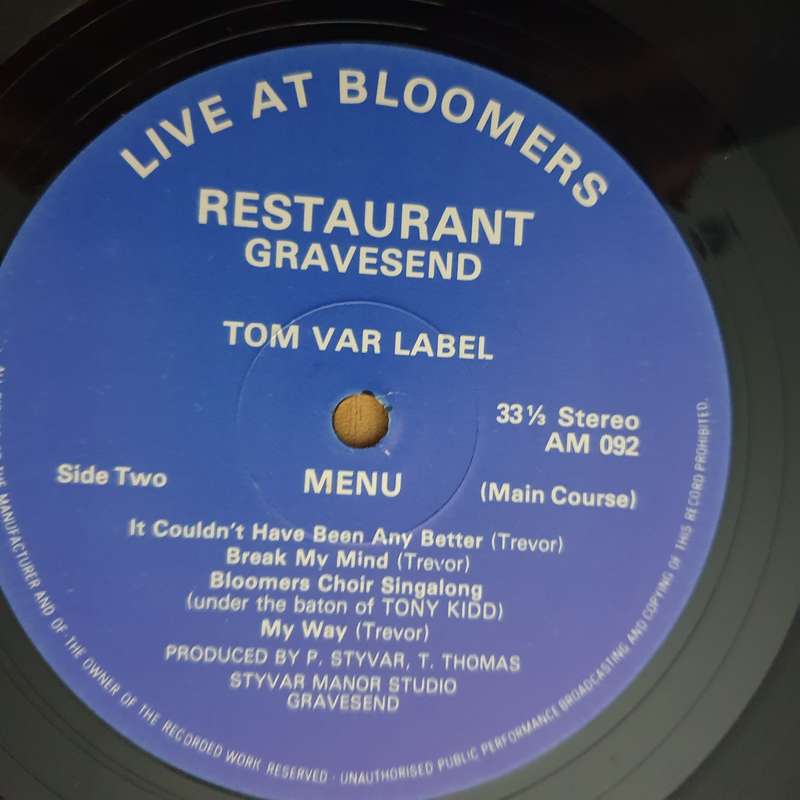 LIVE AT BLOOMERS
RESTAURANT
GRAVESEND
TOM VAR LABEL
33⅓ Stereo
AM 092
Side Two
MENU
(Main Course)
It Couldn't Have Been Any Better (Trevor)
Break My Mind (Trevor)
Bloomers Choir Singalong
(under the baton of TONY KIDD)
My Way (Trevor)
PRODUCED BY P. STYVAR, T. THOMAS
STYVAR MANOR STUDIO
GRAVESEND
MANUFACTURER AND OF THE OWNER OF THE RECORDED WORK RESERVED · UNAUTHORISED PUBLIC PERFORMANCE BROADCASTING AND COPYING OF THIS RECORD PROHIBITED.